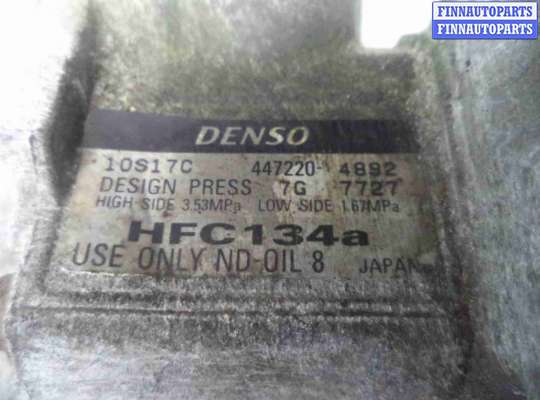 FINNAUTOPARTS
FINNAUTOPARTS
DENSO
10S17C 447220-4892
DESIGN PRESS 7G 7727
HIGH SIDE 3.53MPa LOW SIDE 1.67MPa
HFC134a
USE ONLY ND-OIL 8 JAPAN